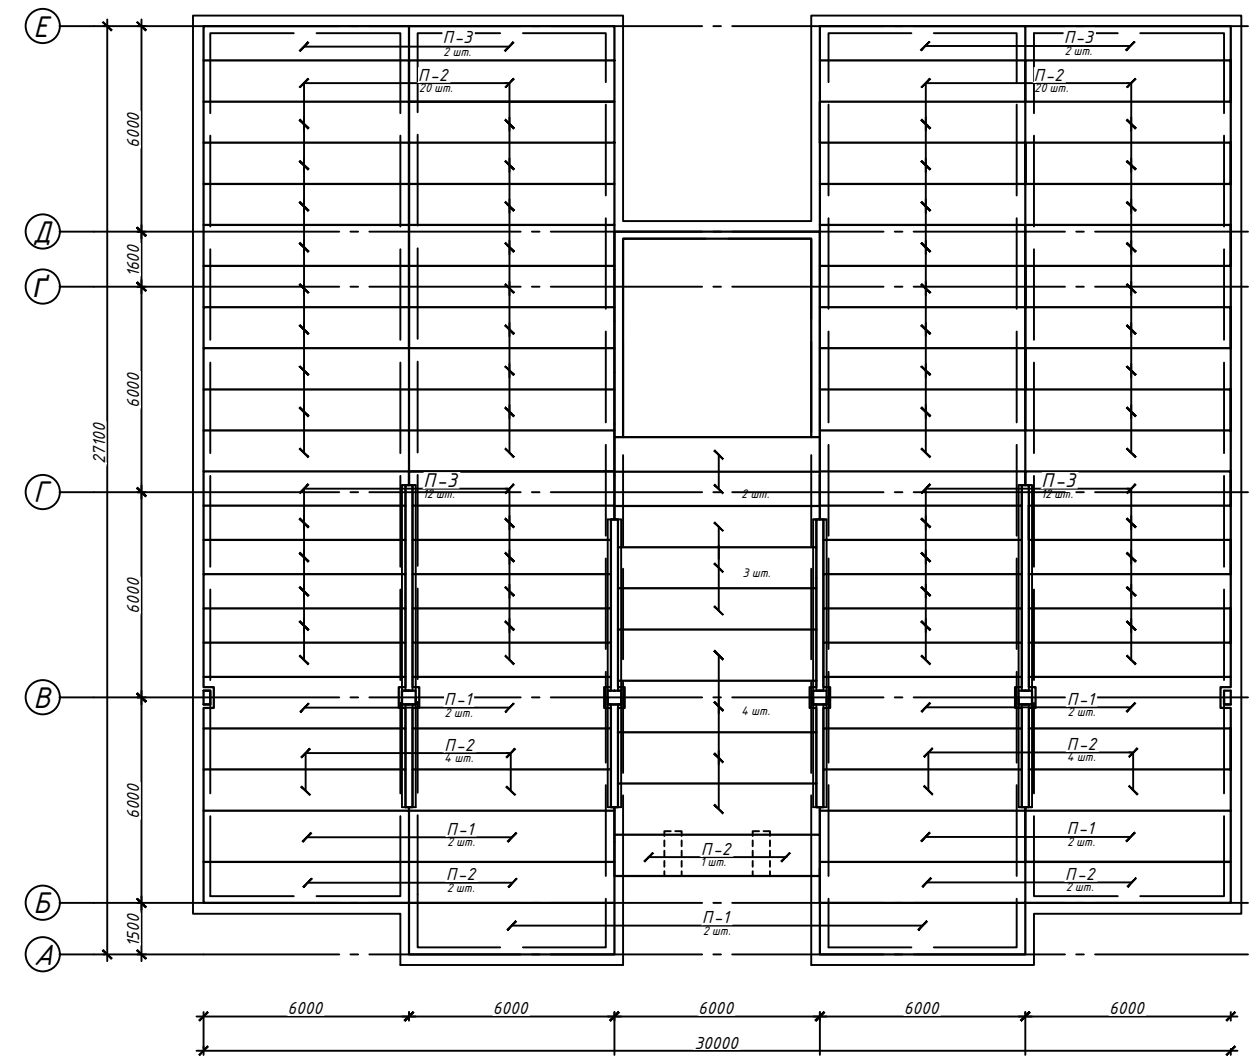 Е
П-3
2 шт.
П-3
2 шт.
П-2
20 шт.
П-2
20 шт.
6000
Д
1600
Ґ
6000
27100
Г
П-3
12 шт.
2 шт.
П-3
12 шт.
6000
3 шт.
В
П-1
2 шт.
4 шт.
П-1
2 шт.
П-2
4 шт.
П-2
4 шт.
6000
П-1
2 шт.
П-2
1 шт.
П-1
2 шт.
П-2
2 шт.
П-2
2 шт.
Б
1500
П-1
2 шт.
А
6000
6000
6000
6000
6000
30000